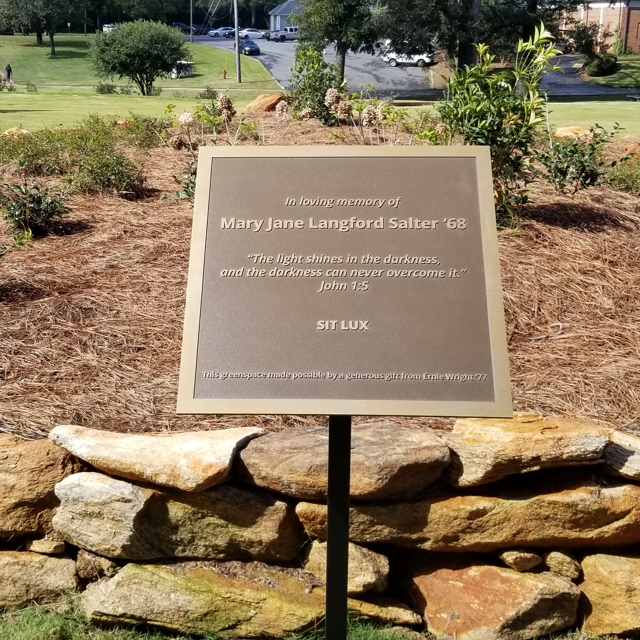 In loving memory of
Mary Jane Langford Salter '68
"The light shines in the darkness,
and the darkness can never overcome it."
John 1:5
SIT LUX
This greenspace made possible by a generous gift from Ernie Wright '77